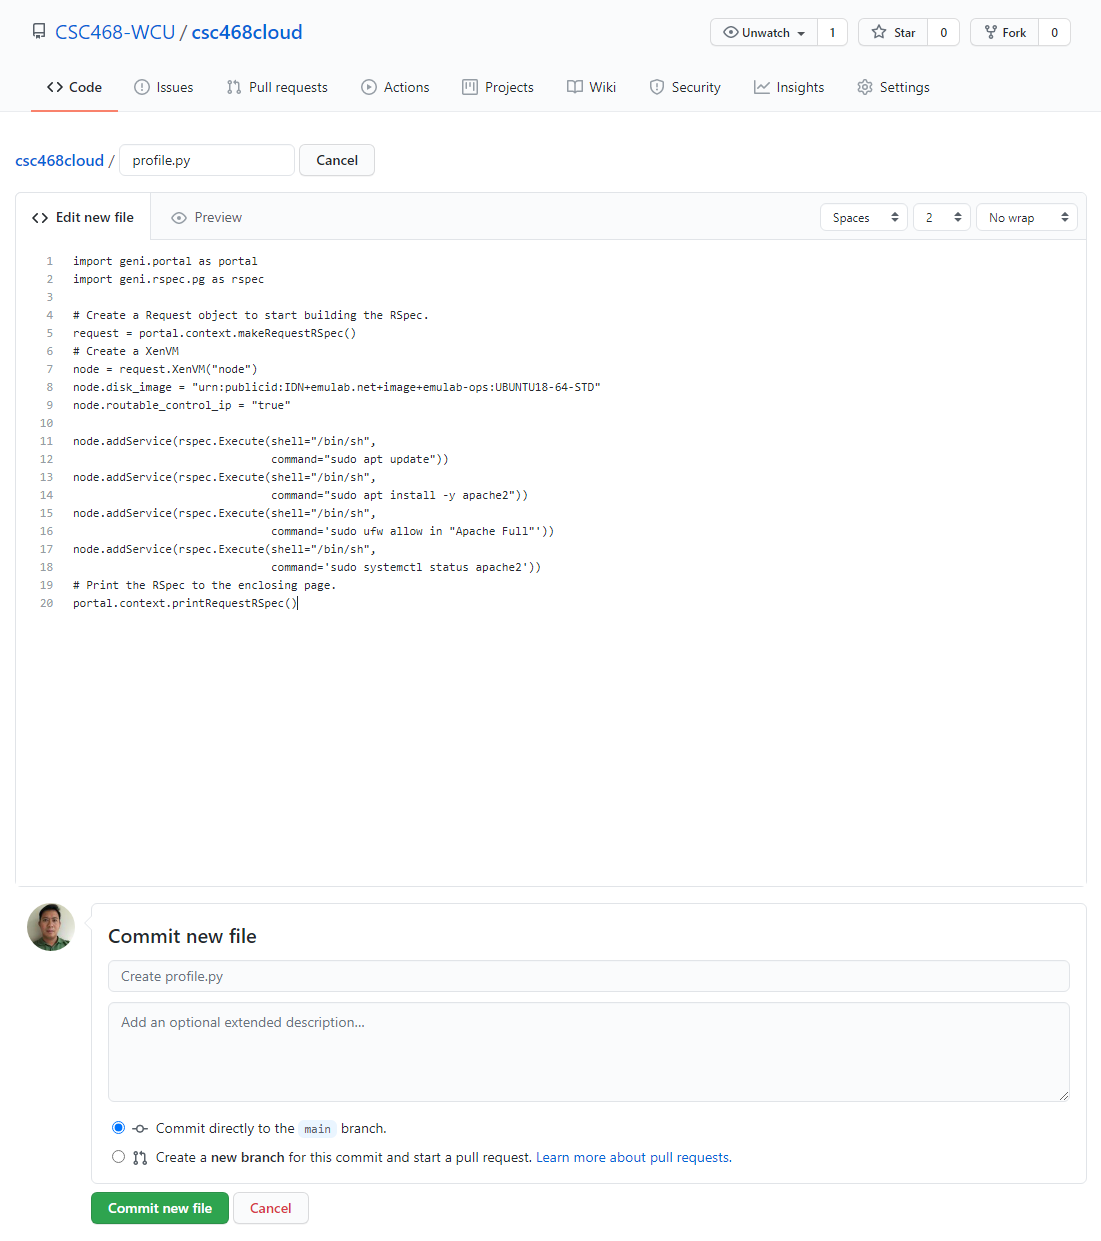 CSC468-WCU / csc468cloud
Unwatch 1 Star 0 Fork 0
Code Issues Pull requests Actions Projects Wiki Security Insights Settings
csc468cloud / profile.py Cancel
Edit new file Preview Spaces 2 No wrap
1 import geni.portal as portal
2 import geni.rspec.pg as rspec
3
4 # Create a Request object to start building the RSpec.
5 request = portal.context.makeRequestRSpec()
6 # Create a XenVM
7 node = request.XenVM("node")
8 node.disk_image = "urn:publicid:IDN+emulab.net+image+emulab-ops:UBUNTU18-64-STD"
9 node.routable_control_ip = "true"
10
11 node.addService(rspec.Execute(shell="/bin/sh",
12                               command="sudo apt update"))
13 node.addService(rspec.Execute(shell="/bin/sh",
14                               command="sudo apt install -y apache2"))
15 node.addService(rspec.Execute(shell="/bin/sh",
16                               command='sudo ufw allow in "Apache Full"'))
17 node.addService(rspec.Execute(shell="/bin/sh",
18                               command='sudo systemctl status apache2'))
19 # Print the RSpec to the enclosing page.
20 portal.context.printRequestRSpec()
Commit new file
Create profile.py
Add an optional extended description...
Commit directly to the main branch.
Create a new branch for this commit and start a pull request. Learn more about pull requests.
Commit new file Cancel